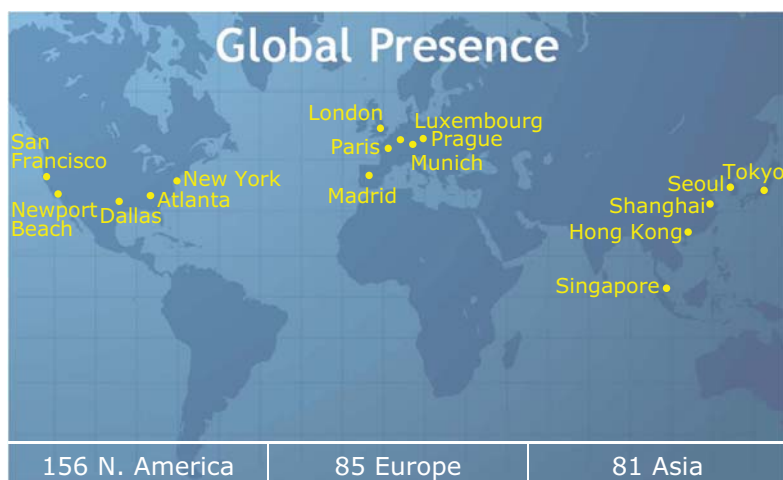 Global Presence
London
Luxembourg
Paris
Prague
Munich
Madrid
San
Francisco
New York
Newport
Beach
Dallas
Atlanta
Tokyo
Seoul
Shanghai
Hong Kong
Singapore
156 N. America
85 Europe
81 Asia